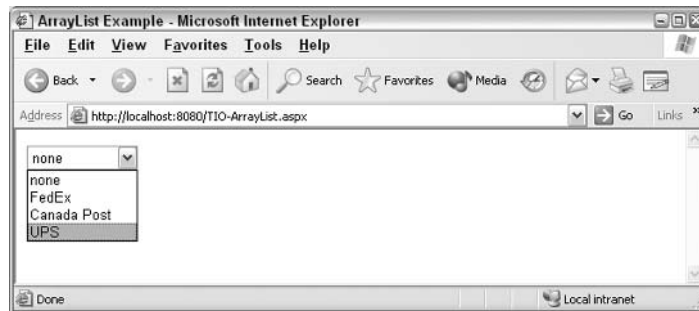 ArrayList Example - Microsoft Internet Explorer
File Edit View Favorites Tools Help
Back Search Favorites Media
Address http://localhost:8080/TIO-ArrayList.aspx Go Links »
none
none
FedEx
Canada Post
UPS
Done Local intranet